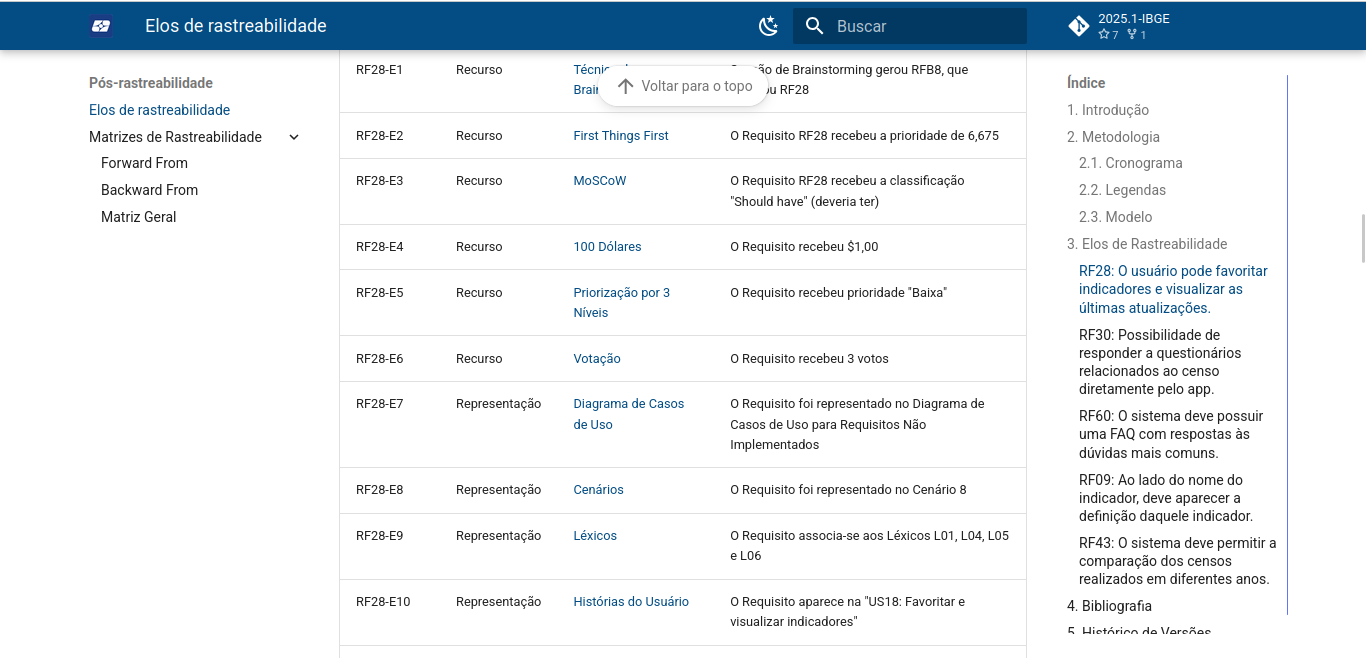 Elos de rastreabilidade
Buscar
2025.1-IBGE
7 1
Pós-rastreabilidade
Elos de rastreabilidade
Matrizes de Rastreabilidade
Forward From
Backward From
Matriz Geral
RF28-E1 Recurso de Brainstorming gerou RFB8, que
RF28
Voltar para o topo
RF28-E2 Recurso First Things First O Requisito RF28 recebeu a prioridade de 6,675
RF28-E3 Recurso MoSCoW O Requisito RF28 recebeu a classificação
"Should have" (deveria ter)
RF28-E4 Recurso 100 Dólares O Requisito recebeu $1,00
RF28-E5 Recurso Priorização por 3 O Requisito recebeu prioridade "Baixa"
Níveis
RF28-E6 Recurso Votação O Requisito recebeu 3 votos
RF28-E7 Representação Diagrama de Casos O Requisito foi representado no Diagrama de
de Uso Casos de Uso para Requisitos Não
Implementados
RF28-E8 Representação Cenários O Requisito foi representado no Cenário 8
RF28-E9 Representação Léxicos O Requisito associa-se aos Léxicos L01, L04, L05
e L06
RF28-E10 Representação Histórias do Usuário O Requisito aparece na "US18: Favoritar e
visualizar indicadores"
Índice
1. Introdução
2. Metodologia
2.1. Cronograma
2.2. Legendas
2.3. Modelo
3. Elos de Rastreabilidade
RF28: O usuário pode favoritar
indicadores e visualizar as
últimas atualizações.
RF30: Possibilidade de
responder a questionários
relacionados ao censo
diretamente pelo app.
RF60: O sistema deve possuir
uma FAQ com respostas às
dúvidas mais comuns.
RF09: Ao lado do nome do
indicador, deve aparecer a
definição daquele indicador.
RF43: O sistema deve permitir a
comparação dos censos
realizados em diferentes anos.
4. Bibliografia
5. Histórico de Versões